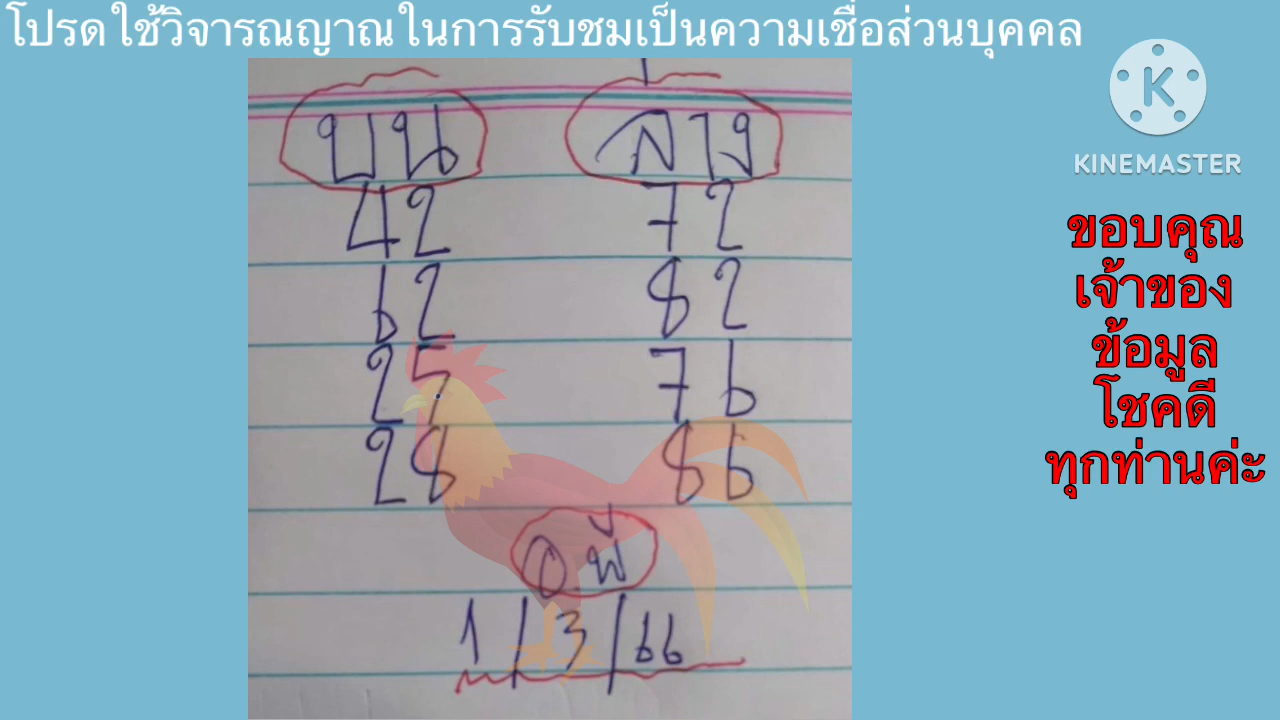 โปรดใช้วิจารณญาณในการรับชมเป็นความเชื่อส่วนบุคคล
KINEMASTER
บน ล่าง
42 72
62 82
25 76
28 86
อ.พี
1/3/66
ขอบคุณ
เจ้าของ
ข้อมูล
โชคดี
ทุกท่านค่ะ